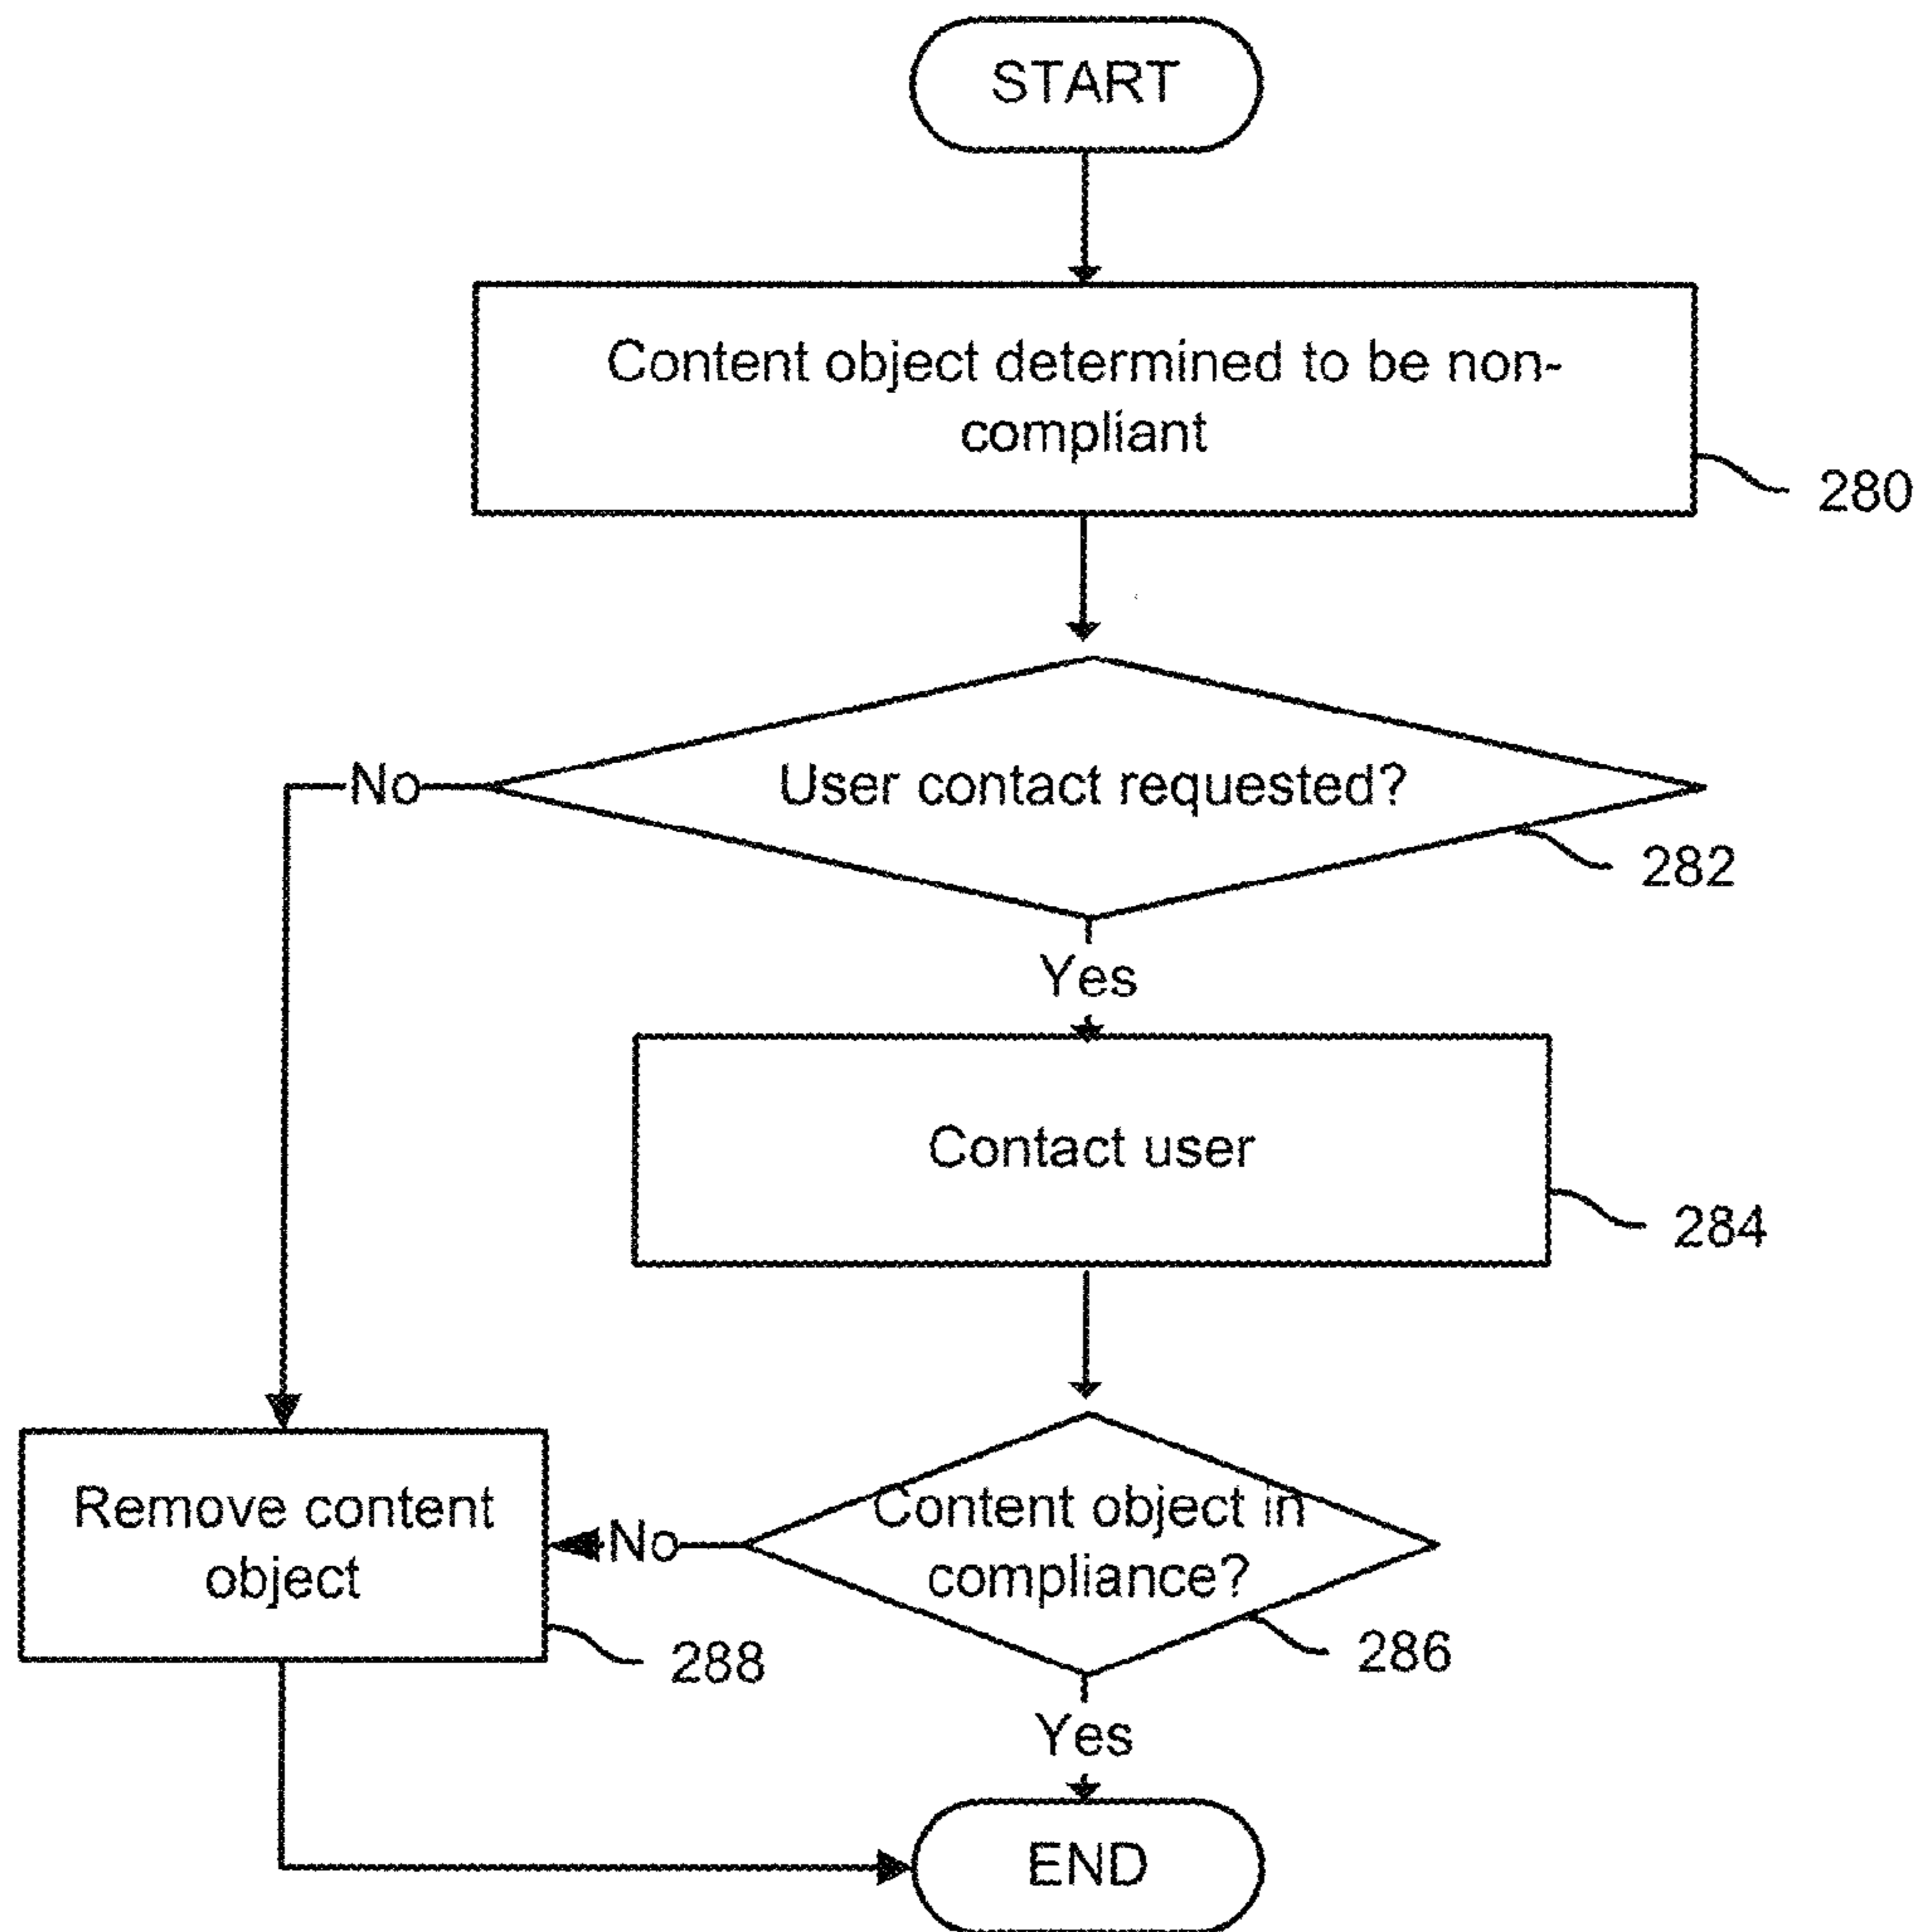 START
Content object determined to be non-
compliant
280
No
User contact requested?
282
Yes
Contact user
284
Remove content
object
288
No
Content object in
compliance?
286
Yes
END